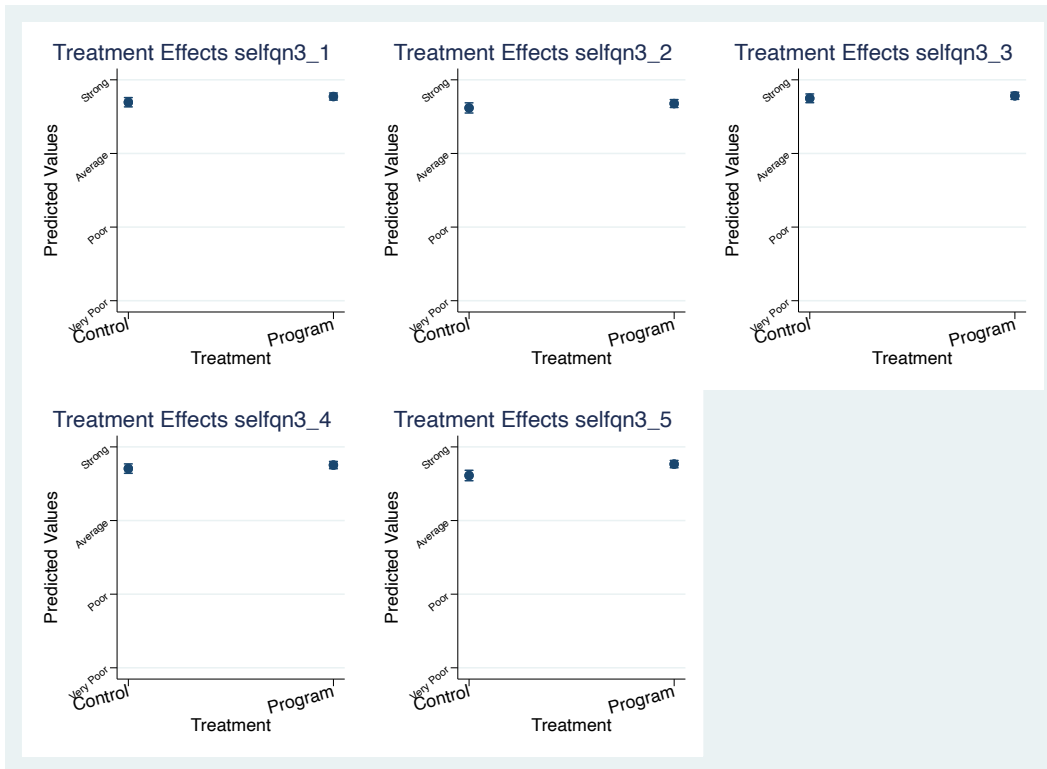 Treatment Effects selfqn3_1
Strong
Average
Poor
Very Poor
Predicted Values
Control
Program
Treatment
Treatment Effects selfqn3_2
Strong
Average
Poor
Very Poor
Predicted Values
Control
Program
Treatment
Treatment Effects selfqn3_3
Strong
Average
Poor
Very Poor
Predicted Values
Control
Program
Treatment
Treatment Effects selfqn3_4
Strong
Average
Poor
Very Poor
Predicted Values
Control
Program
Treatment
Treatment Effects selfqn3_5
Strong
Average
Poor
Very Poor
Predicted Values
Control
Program
Treatment